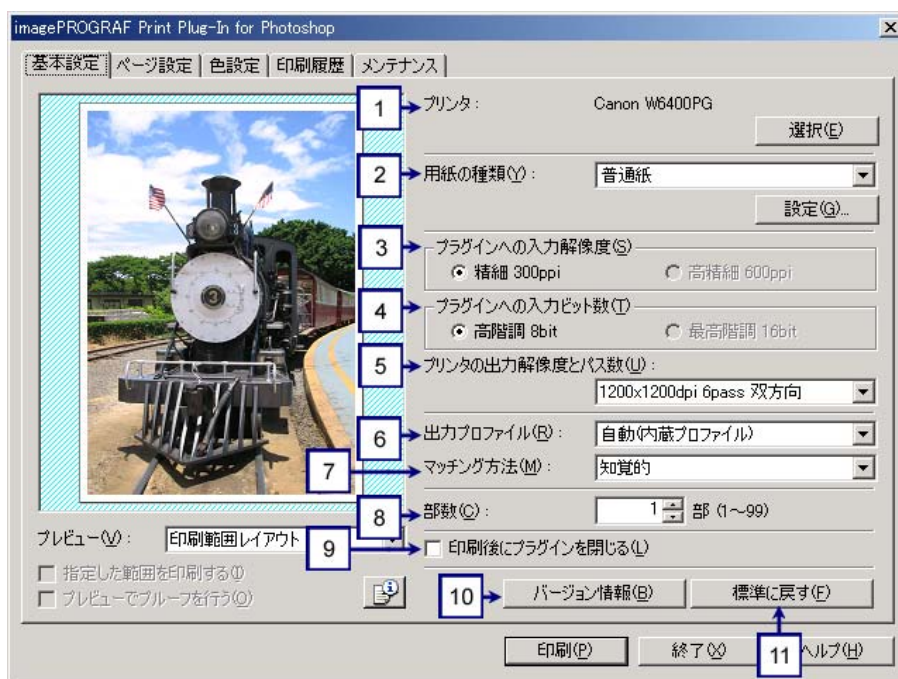 imagePROGRAF Print Plug-In for Photoshop
基本設定 ページ設定 色設定 印刷履歴 メンテナンス
1 プリンタ： Canon W6400PG
選択(E)
2 用紙の種類(Y)： 普通紙
設定(G)...
3 プラグインへの入力解像度(S)
精細 300ppi 高精細 600ppi
4 プラグインへの入力ビット数(T)
高階調 8bit 最高階調 16bit
5 プリンタの出力解像度とパス数(U)：
1200x1200dpi 6pass 双方向
6 出力プロファイル(R)： 自動(内蔵プロファイル)
7 マッチング方法(M)： 知覚的
8 部数(C)： 1 部 (1～99)
プレビュー(V)： 印刷範囲レイアウト
9 印刷後にプラグインを閉じる(L)
指定した範囲を印刷する(I)
プレビューでプルーフを行う(O)
10 バージョン情報(B) 標準に戻す(F)
11
印刷(P) 終了(X) ヘルプ(H)
3